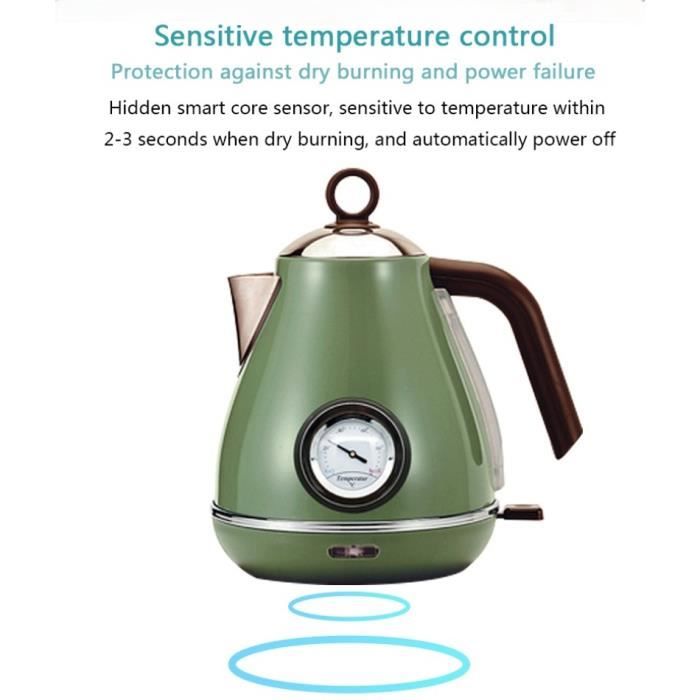 Sensitive temperature control
Protection against dry burning and power failure
Hidden smart core sensor, sensitive to temperature within
2-3 seconds when dry burning, and automatically power off
Temperatur